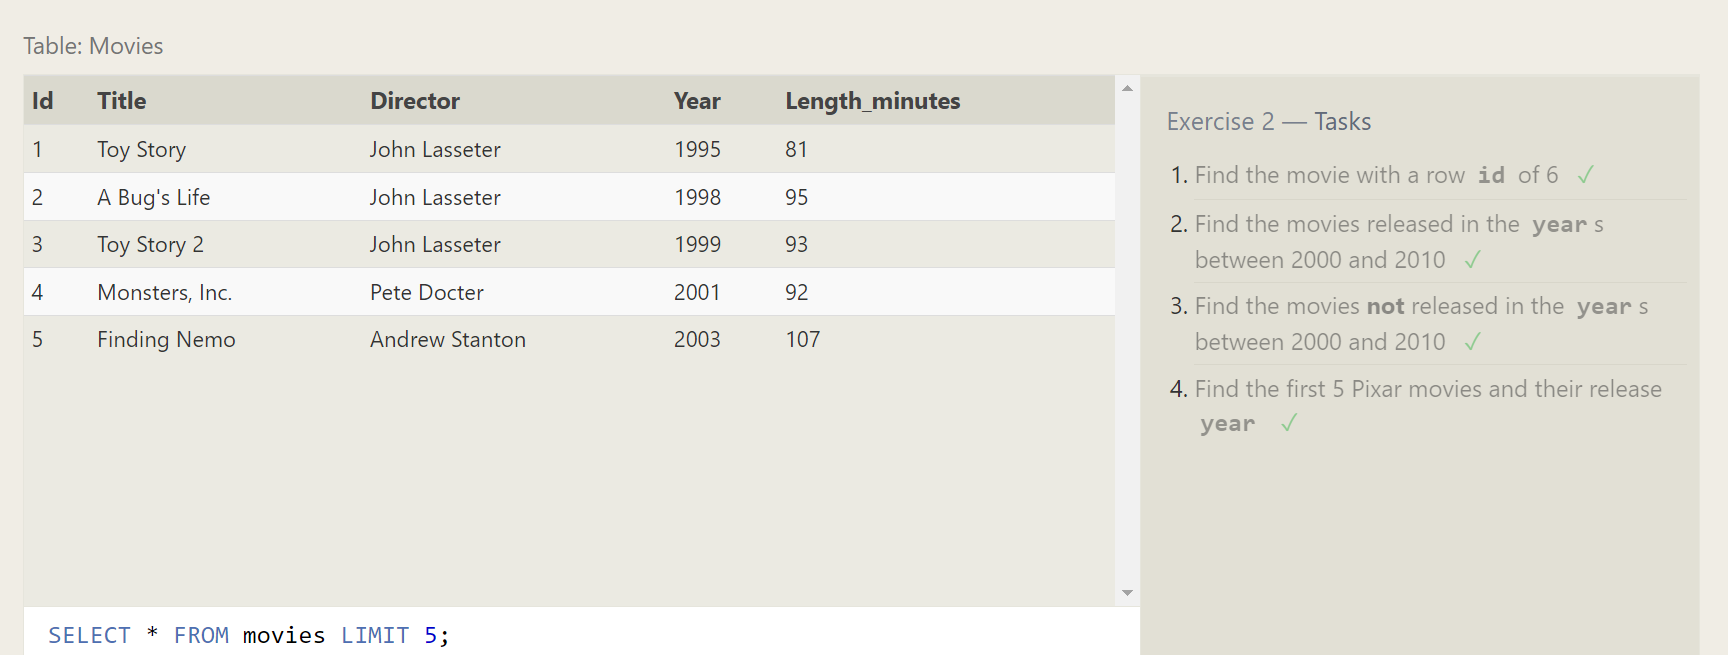 Table: Movies
Id Title Director Year Length_minutes
1 Toy Story John Lasseter 1995 81
2 A Bug's Life John Lasseter 1998 95
3 Toy Story 2 John Lasseter 1999 93
4 Monsters, Inc. Pete Docter 2001 92
5 Finding Nemo Andrew Stanton 2003 107
SELECT * FROM movies LIMIT 5;
Exercise 2 — Tasks
1. Find the movie with a row id of 6 ✓
2. Find the movies released in the year s
between 2000 and 2010 ✓
3. Find the movies not released in the year s
between 2000 and 2010 ✓
4. Find the first 5 Pixar movies and their release
year ✓